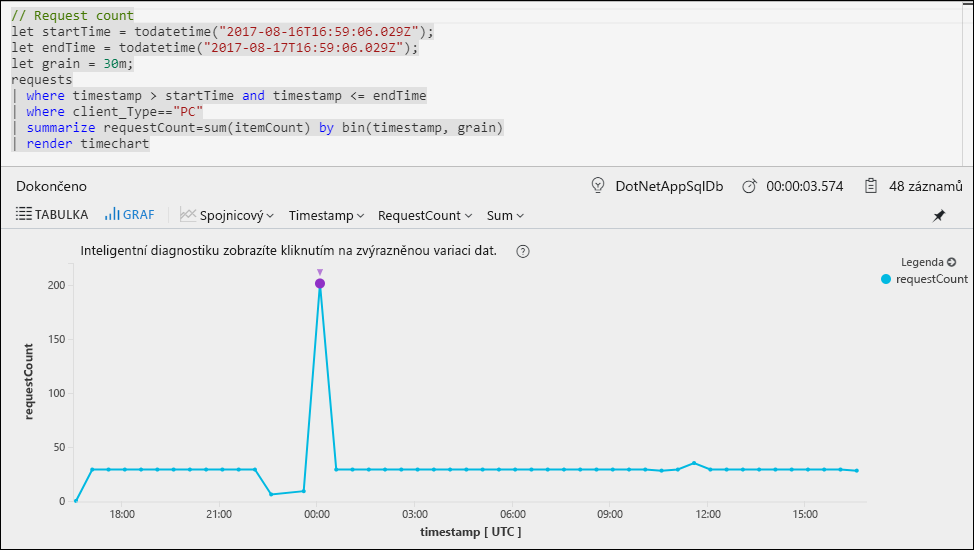 // Request count
let startTime = todatetime("2017-08-16T16:59:06.029Z");
let endTime = todatetime("2017-08-17T16:59:06.029Z");
let grain = 30m;
requests
| where timestamp > startTime and timestamp <= endTime
| where client_Type=="PC"
| summarize requestCount=sum(itemCount) by bin(timestamp, grain)
| render timechart
Dokončeno DotNetAppSqlDb 00:00:03.574 48 záznamů
TABULKA GRAF Spojnicový Timestamp RequestCount Sum
Inteligentní diagnostiku zobrazíte kliknutím na zvýrazněnou variaci dat. ?
Legenda
requestCount
requestCount
200
150
100
50
0
18:00 21:00 00:00 03:00 06:00 09:00 12:00 15:00
timestamp [ UTC ]